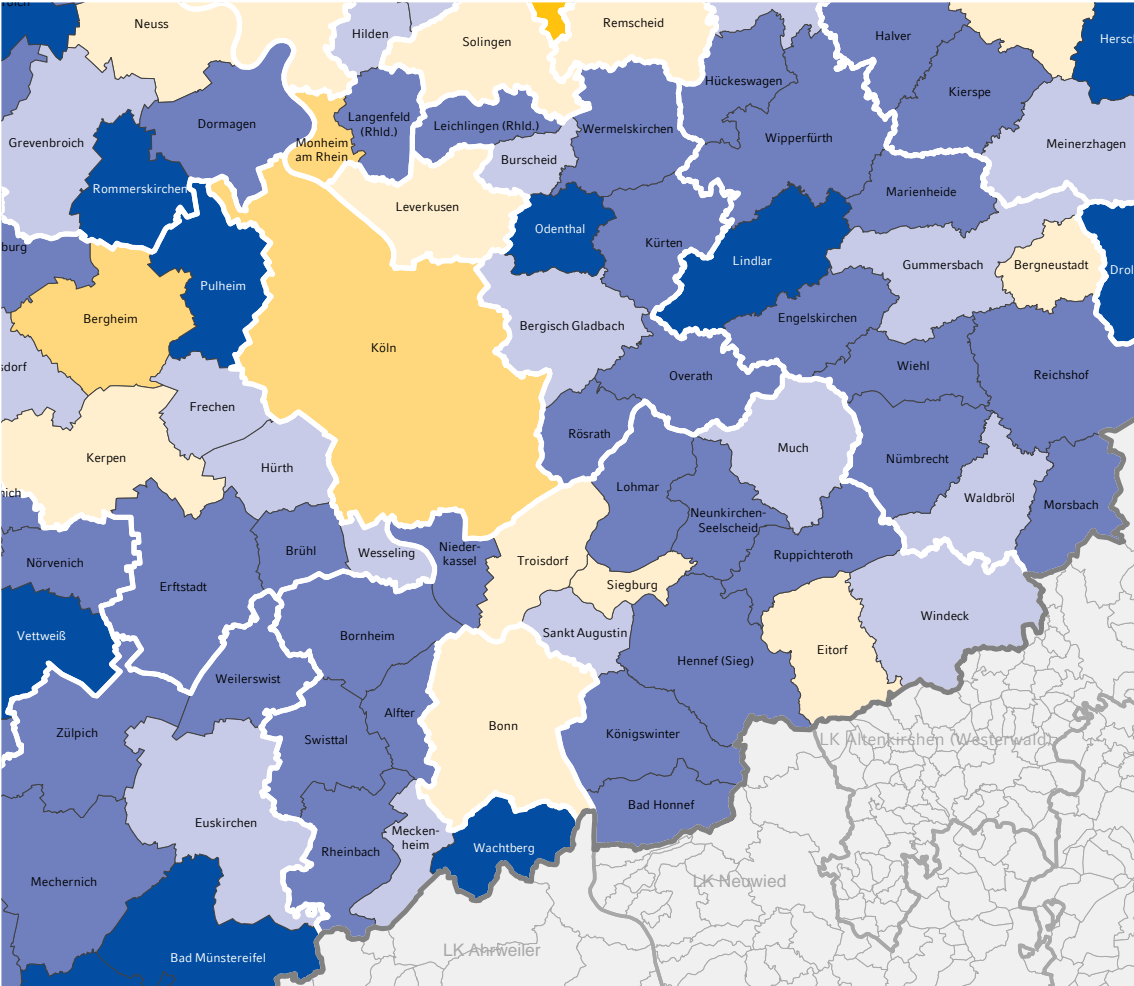 Neuss
Remscheid
Hilden
Solingen
Halver
Hückeswagen
Kierspe
Langenfeld
(Rhld.)
Dormagen
Leichlingen (Rhld.)
Wermelskirchen
Wipperfürth
Grevenbroich
Monheim
am Rhein
Burscheid
Meinerzhagen
Rommerskirchen
Marienheide
Leverkusen
Odenthal
Kürten
burg
Lindlar
Gummersbach
Bergneustadt
Pulheim
Bergheim
Engelskirchen
Bergisch Gladbach
Köln
sdorf
Wiehl
Reichshof
Overath
Frechen
Rösrath
Much
Kerpen
Hürth
Nümbrecht
Lohmar
Waldbröl
Morsbach
Neunkirchen-
Seelscheid
Brühl
Wesseling
Nieder-
kassel
Ruppichteroth
Nörvenich
Troisdorf
Erftstadt
Siegburg
Windeck
Vettweiß
Bornheim
Sankt Augustin
Eitorf
Hennef (Sieg)
Weilerswist
Alfter
Zülpich
Swisttal
Bonn
Königswinter
LK Altenkirchen (Westerwald)
Bad Honnef
Euskirchen
Mecken-
heim
Rheinbach
Wachtberg
Mechernich
LK Neuwied
LK Ahrweiler
Bad Münstereifel